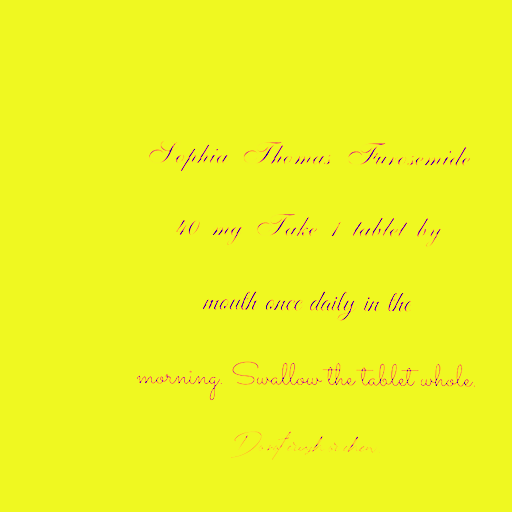 Sophia Thomas Furosemide
40 mg Take 1 tablet by
mouth once daily in the
morning. Swallow the tablet whole.
Do not crush or chew